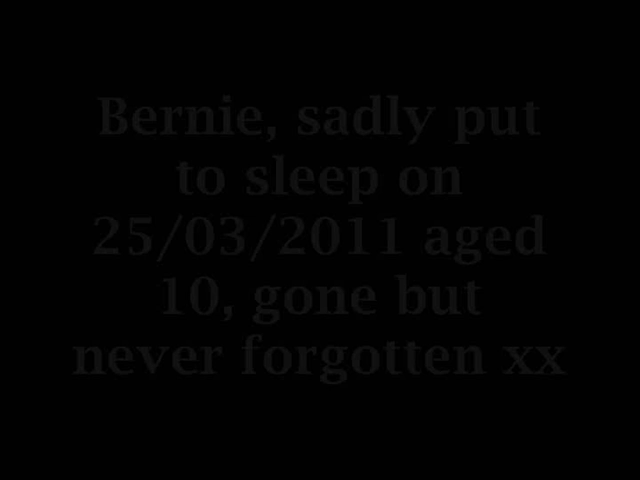 Bernie, sadly put
to sleep on
25/03/2011 aged
10, gone but
never forgotten xx